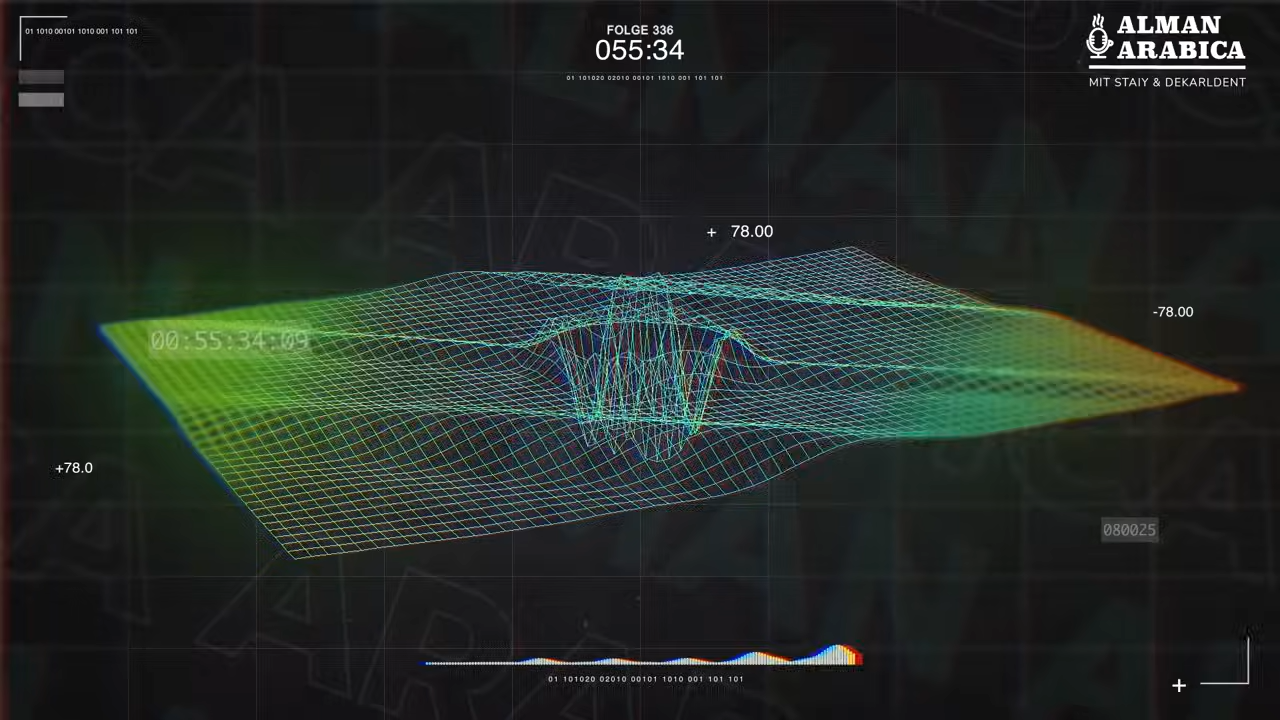 01 1010 00101 1010 001 101 101
FOLGE 336
055:34
01 101020 02010 00101 1010 001 101 101
ALMAN
ARABICA
MIT STAIY & DEKARLDENT
+ 78.00
-78.00
00:55:34:09
+78.0
080025
01 101020 02010 00101 1010 001 101 101
+